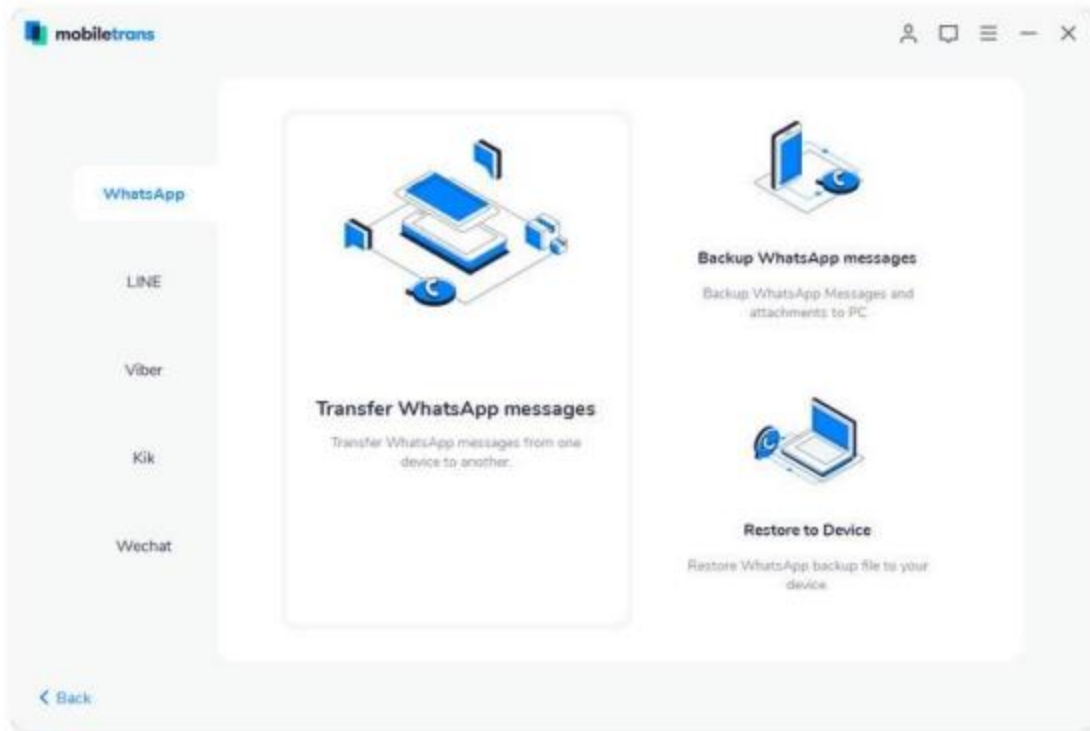 mobiletrans
WhatsApp
LINE
Viber
Kik
Wechat
Transfer WhatsApp messages
Transfer WhatsApp messages from one
device to another.
Backup WhatsApp messages
Backup WhatsApp Messages and
attachments to PC
Restore to Device
Restore WhatsApp backup file to your
device.
Back